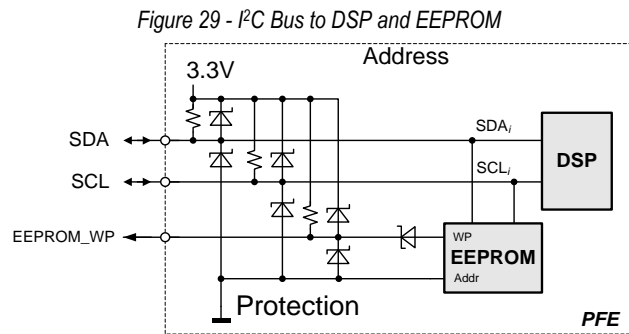 Figure 29 - I²C Bus to DSP and EEPROM
Address
3.3V
SDA
SDAi
DSP
SCL
SCLi
EEPROM_WP
WP
EEPROM
Addr
Protection
PFE